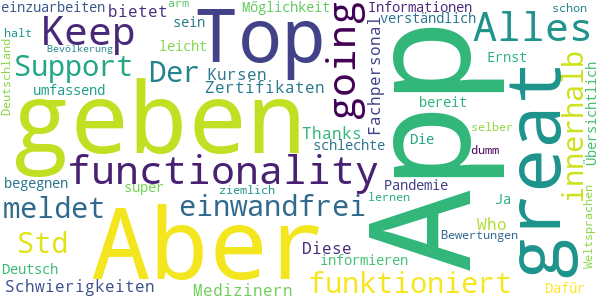 einzuarbeiten
bietet
arm
Möglichkeit
Informationen
schon
Keep
sein
Top
going
verständlich
Alles
halt
Bevölkerung
leicht
Support
Der
Kursen
Zertifikaten
Fachpersonal
App
Ernst
great
innerhalb
Übersichtlich
Deutschland
umfassend
geben
bereit
Thanks
Die
selber
schlechte
dumm
functionality
begegnen
super
ziemlich
Pandemie
lernen
meldet
einwandfrei
Ja
Who
Weltsprachen
Std
Aber
Diese
Bewertungen
informieren
Deutsch
Schwierigkeiten
Medizinern
funktioniert
Dafür